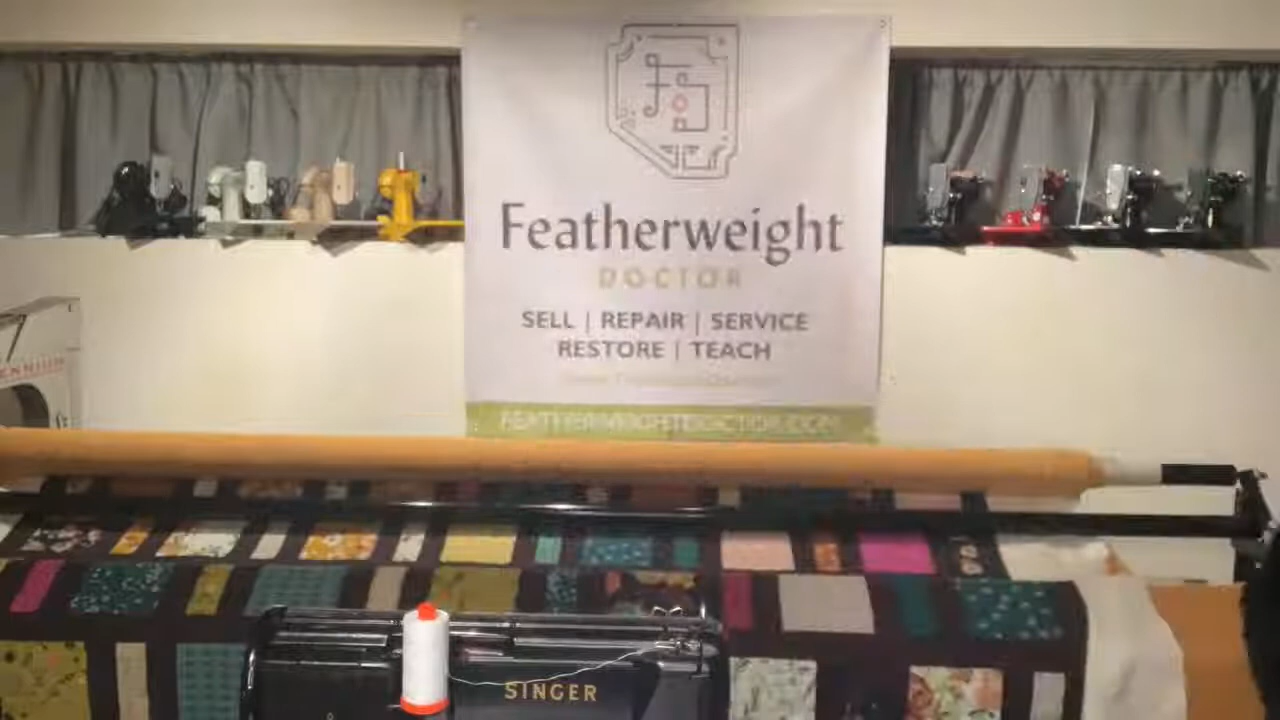 Featherweight
DOCTOR
SELL | REPAIR | SERVICE
RESTORE | TEACH
FEATHERWEIGHTDOCTOR.COM
SINGER